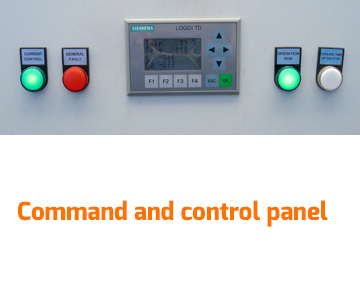 SIEMENS
LOGO! TD
CURRENT
CONTROL
GENERAL
FAULT
OPERATION
RUN
F1 F2 F3 F4 ESC OK
Command and control panel